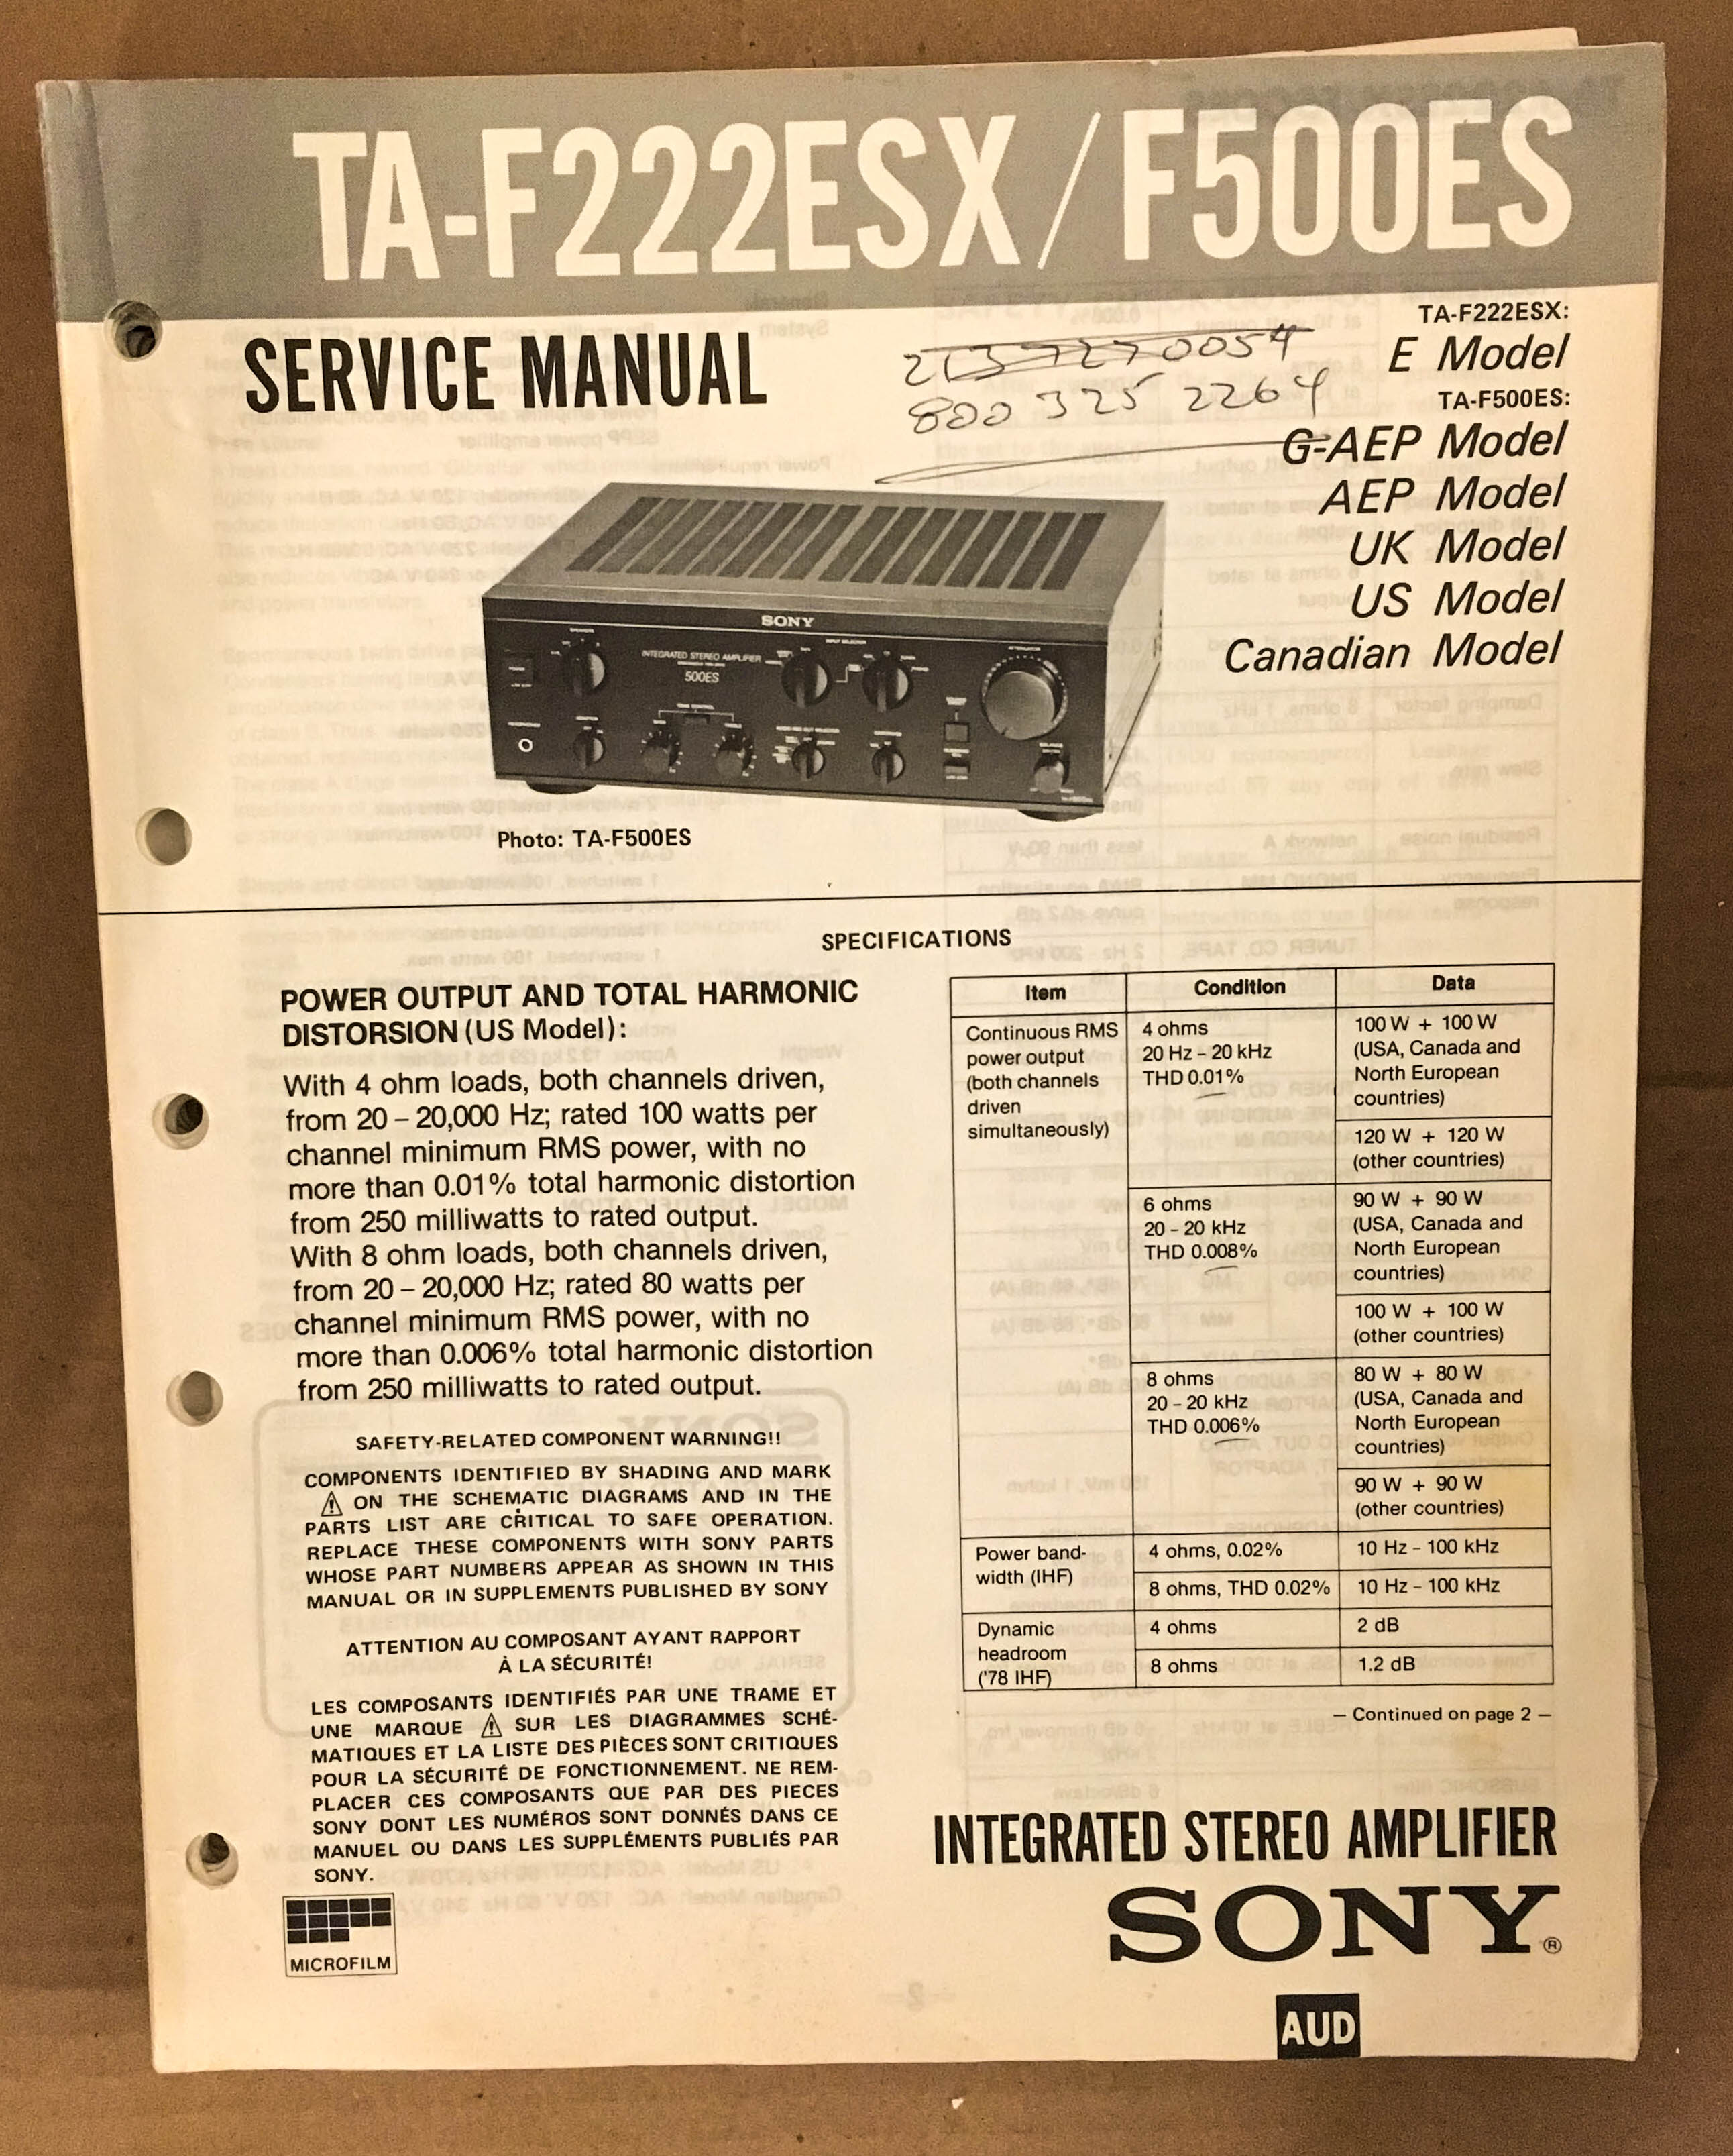 TA-F222ESX/F500ES
SERVICE MANUAL
213 727 0054
800 325 2264
TA-F222ESX:
E Model
TA-F500ES:
G-AEP Model
AEP Model
UK Model
US Model
Canadian Model
SONY
INTEGRATED STEREO AMPLIFIER
500ES
Photo: TA-F500ES
SPECIFICATIONS
POWER OUTPUT AND TOTAL HARMONIC
DISTORSION (US Model):
With 4 ohm loads, both channels driven,
from 20 – 20,000 Hz; rated 100 watts per
channel minimum RMS power, with no
more than 0.01% total harmonic distortion
from 250 milliwatts to rated output.
With 8 ohm loads, both channels driven,
from 20 – 20,000 Hz; rated 80 watts per
channel minimum RMS power, with no
more than 0.006% total harmonic distortion
from 250 milliwatts to rated output.
SAFETY-RELATED COMPONENT WARNING!!
COMPONENTS IDENTIFIED BY SHADING AND MARK
⚠ ON THE SCHEMATIC DIAGRAMS AND IN THE
PARTS LIST ARE CRITICAL TO SAFE OPERATION.
REPLACE THESE COMPONENTS WITH SONY PARTS
WHOSE PART NUMBERS APPEAR AS SHOWN IN THIS
MANUAL OR IN SUPPLEMENTS PUBLISHED BY SONY
ATTENTION AU COMPOSANT AYANT RAPPORT
À LA SÉCURITÉ!
LES COMPOSANTS IDENTIFIÉS PAR UNE TRAME ET
UNE MARQUE ⚠ SUR LES DIAGRAMMES SCHÉ-
MATIQUES ET LA LISTE DES PIÈCES SONT CRITIQUES
POUR LA SÉCURITÉ DE FONCTIONNEMENT. NE REM-
PLACER CES COMPOSANTS QUE PAR DES PIECES
SONY DONT LES NUMÉROS SONT DONNÉS DANS CE
MANUEL OU DANS LES SUPPLÉMENTS PUBLIÉS PAR
SONY.
MICROFILM
Item Condition Data
Continuous RMS
power output
(both channels
driven
simultaneously)
4 ohms
20 Hz – 20 kHz
THD 0.01%
100 W + 100 W
(USA, Canada and
North European
countries)
120 W + 120 W
(other countries)
6 ohms
20 – 20 kHz
THD 0.008%
90 W + 90 W
(USA, Canada and
North European
countries)
100 W + 100 W
(other countries)
8 ohms
20 – 20 kHz
THD 0.006%
80 W + 80 W
(USA, Canada and
North European
countries)
90 W + 90 W
(other countries)
Power band-
width (IHF)
4 ohms, 0.02% 10 Hz – 100 kHz
8 ohms, THD 0.02% 10 Hz – 100 kHz
Dynamic
headroom
('78 IHF)
4 ohms 2 dB
8 ohms 1.2 dB
— Continued on page 2 —
INTEGRATED STEREO AMPLIFIER
SONY®
AUD